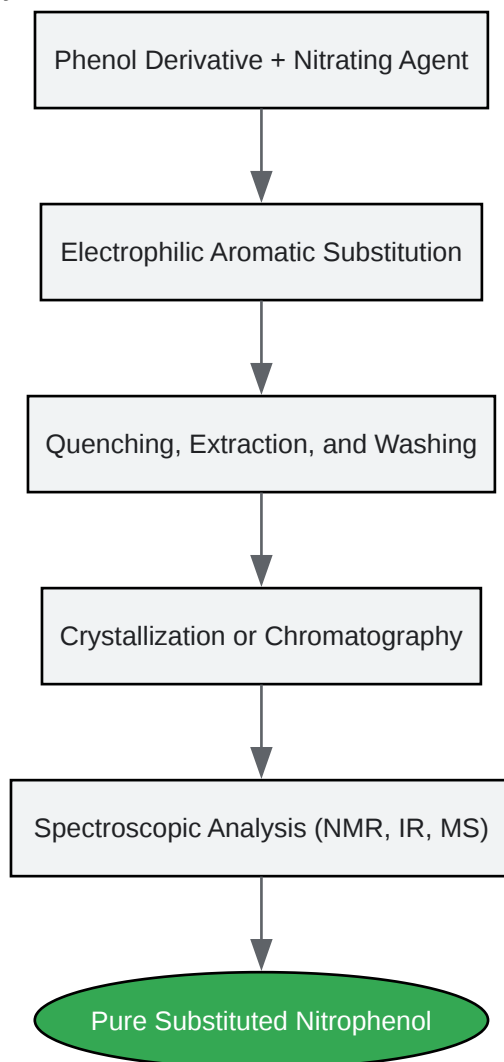 Phenol Derivative + Nitrating Agent
Electrophilic Aromatic Substitution
Quenching, Extraction, and Washing
Crystallization or Chromatography
Spectroscopic Analysis (NMR, IR, MS)
Pure Substituted Nitrophenol